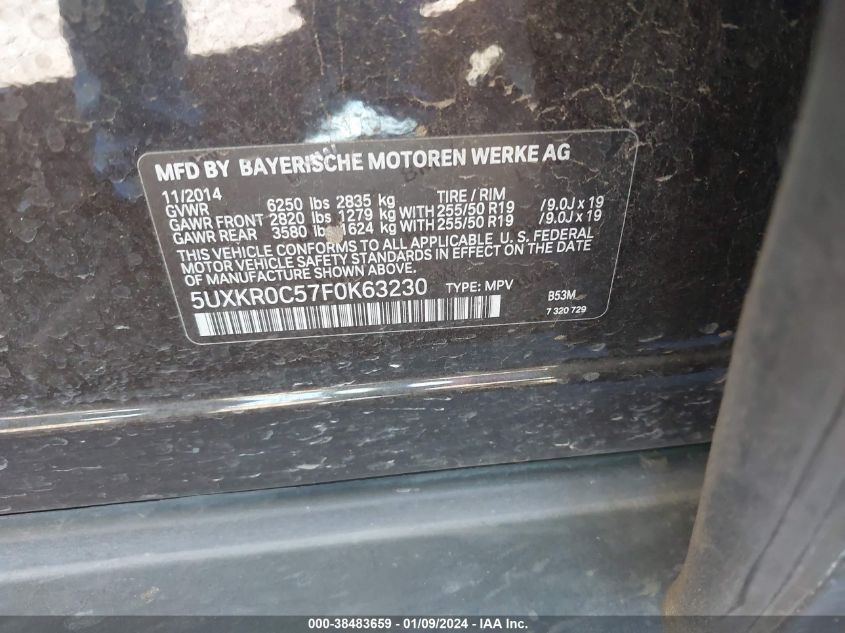 MFD BY BAYERISCHE MOTOREN WERKE AG
11/2014 TIRE / RIM
GVWR 6250 lbs 2835 kg
GAWR FRONT 2820 lbs 1279 kg WITH 255/50 R19 /9.0J x 19
GAWR REAR 3580 lbs 1624 kg WITH 255/50 R19 /9.0J x 19
THIS VEHICLE CONFORMS TO ALL APPLICABLE U.S. FEDERAL
MOTOR VEHICLE SAFETY STANDARDS IN EFFECT ON THE DATE
OF MANUFACTURE SHOWN ABOVE.
5UXKR0C57F0K63230 TYPE: MPV B53M
7 320 729
000-38483659 - 01/09/2024 - IAA Inc.